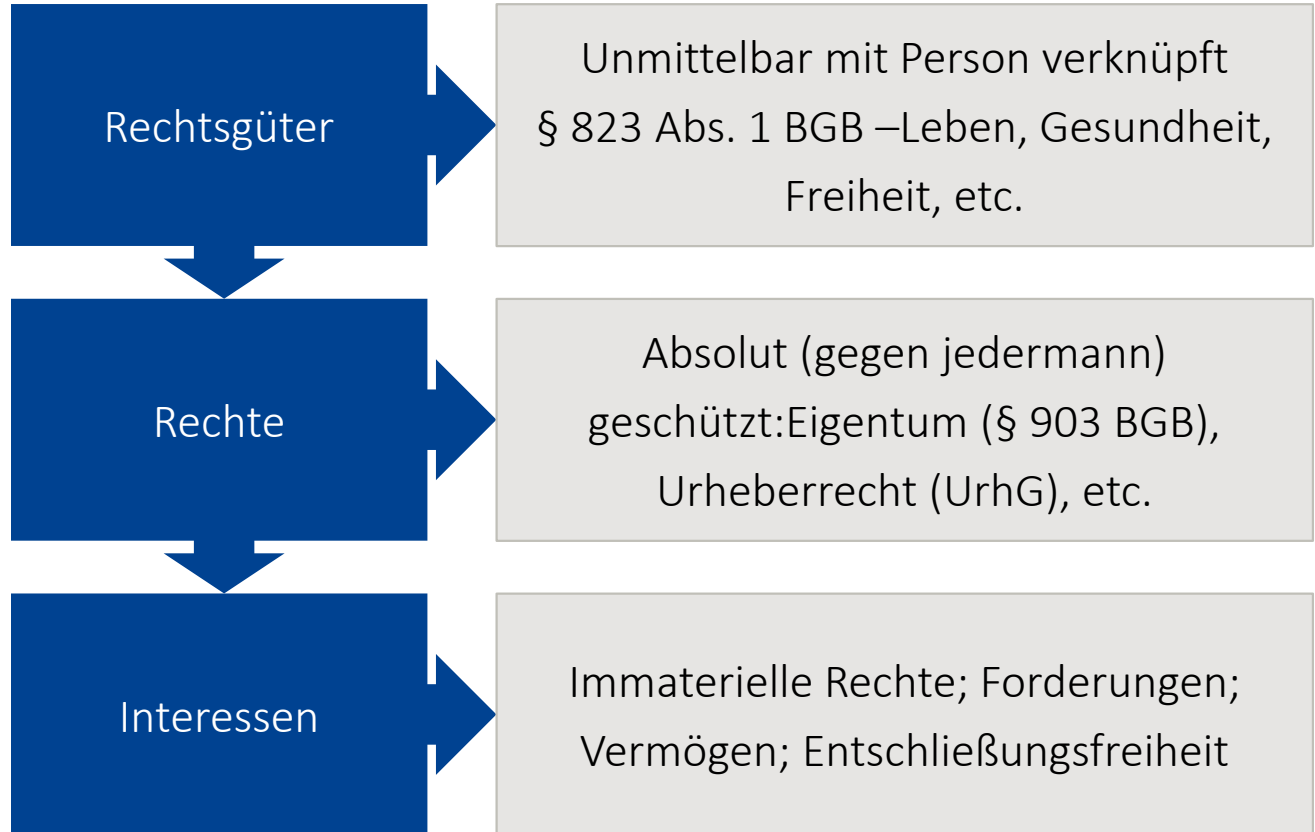 Rechtsgüter
Unmittelbar mit Person verknüpft
§ 823 Abs. 1 BGB –Leben, Gesundheit,
Freiheit, etc.
Rechte
Absolut (gegen jedermann)
geschützt:Eigentum (§ 903 BGB),
Urheberrecht (UrhG), etc.
Interessen
Immaterielle Rechte; Forderungen;
Vermögen; Entschließungsfreiheit